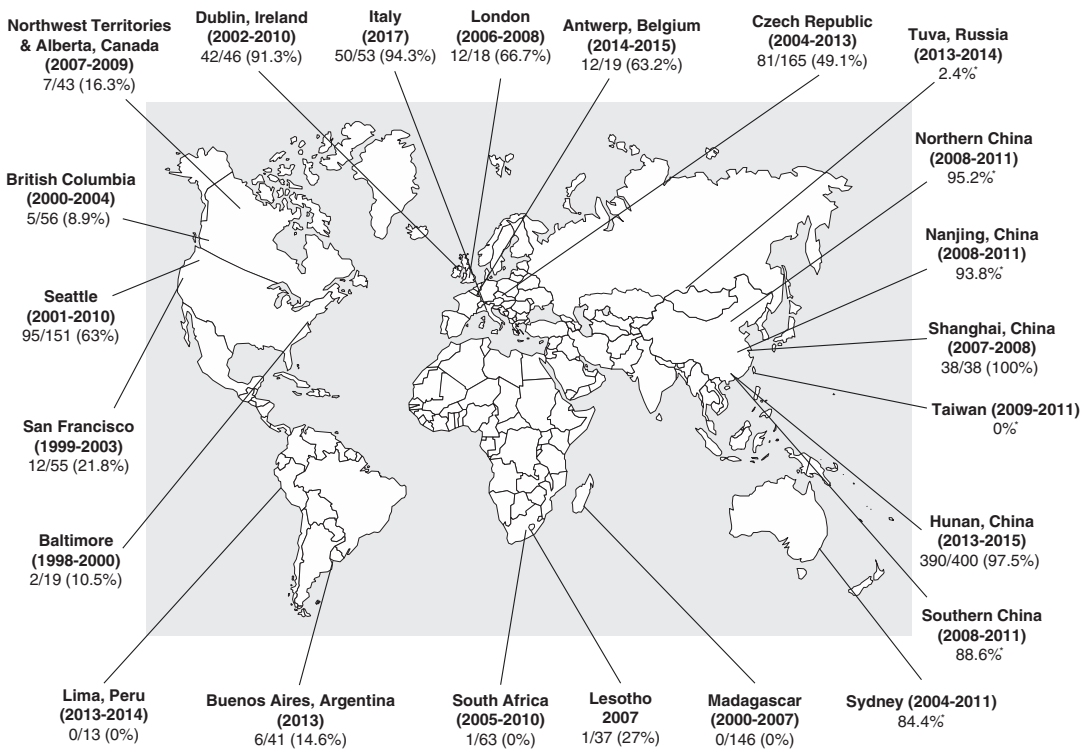 Northwest Territories
& Alberta, Canada
(2007-2009)
7/43 (16.3%)
Dublin, Ireland
(2002-2010)
42/46 (91.3%)
Italy
(2017)
50/53 (94.3%)
London
(2006-2008)
12/18 (66.7%)
Antwerp, Belgium
(2014-2015)
12/19 (63.2%)
Czech Republic
(2004-2013)
81/165 (49.1%)
Tuva, Russia
(2013-2014)
2.4%*
Northern China
(2008-2011)
95.2%*
British Columbia
(2000-2004)
5/56 (8.9%)
Nanjing, China
(2008-2011)
93.8%*
Seattle
(2001-2010)
95/151 (63%)
Shanghai, China
(2007-2008)
38/38 (100%)
Taiwan (2009-2011)
0%*
San Francisco
(1999-2003)
12/55 (21.8%)
Hunan, China
(2013-2015)
390/400 (97.5%)
Baltimore
(1998-2000)
2/19 (10.5%)
Southern China
(2008-2011)
88.6%*
Lima, Peru
(2013-2014)
0/13 (0%)
Buenos Aires, Argentina
(2013)
6/41 (14.6%)
South Africa
(2005-2010)
1/63 (0%)
Lesotho
2007
1/37 (27%)
Madagascar
(2000-2007)
0/146 (0%)
Sydney (2004-2011)
84.4%*